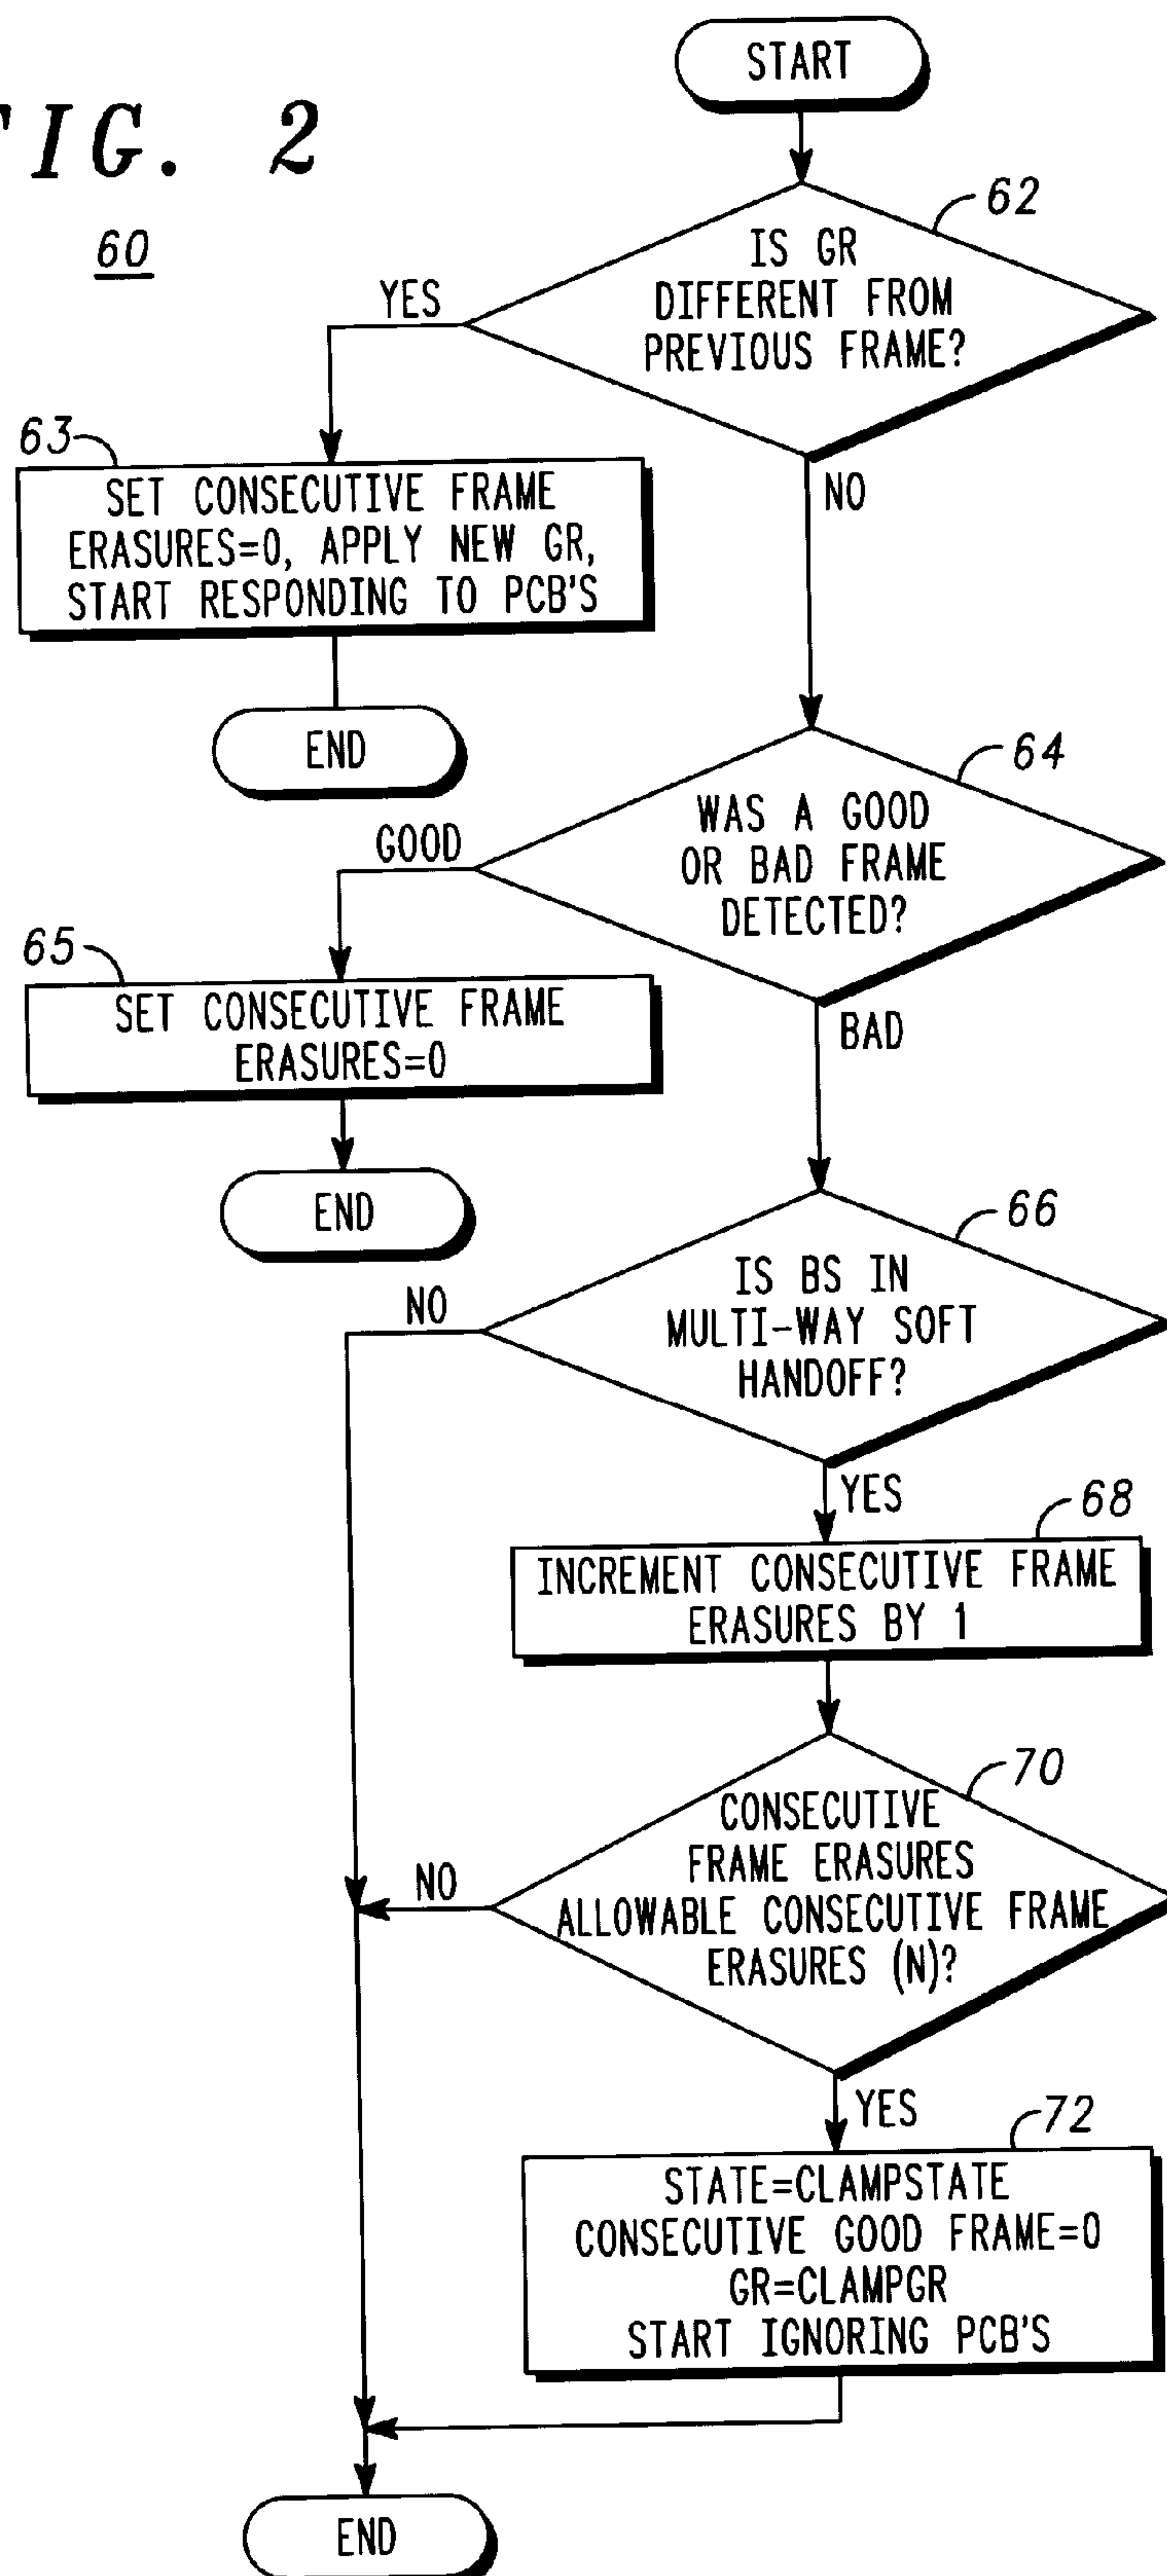 START
FIG. 2
60
62
IS GR
DIFFERENT FROM
PREVIOUS FRAME?
YES
NO
63
SET CONSECUTIVE FRAME
ERASURES=0, APPLY NEW GR,
START RESPONDING TO PCB'S
END
64
WAS A GOOD
OR BAD FRAME
DETECTED?
GOOD
BAD
65
SET CONSECUTIVE FRAME
ERASURES=0
END
66
IS BS IN
MULTI-WAY SOFT
HANDOFF?
NO
YES
68
INCREMENT CONSECUTIVE FRAME
ERASURES BY 1
70
CONSECUTIVE
FRAME ERASURES
ALLOWABLE CONSECUTIVE FRAME
ERASURES (N)?
NO
YES
72
STATE=CLAMPSTATE
CONSECUTIVE GOOD FRAME=0
GR=CLAMPGR
START IGNORING PCB'S
END